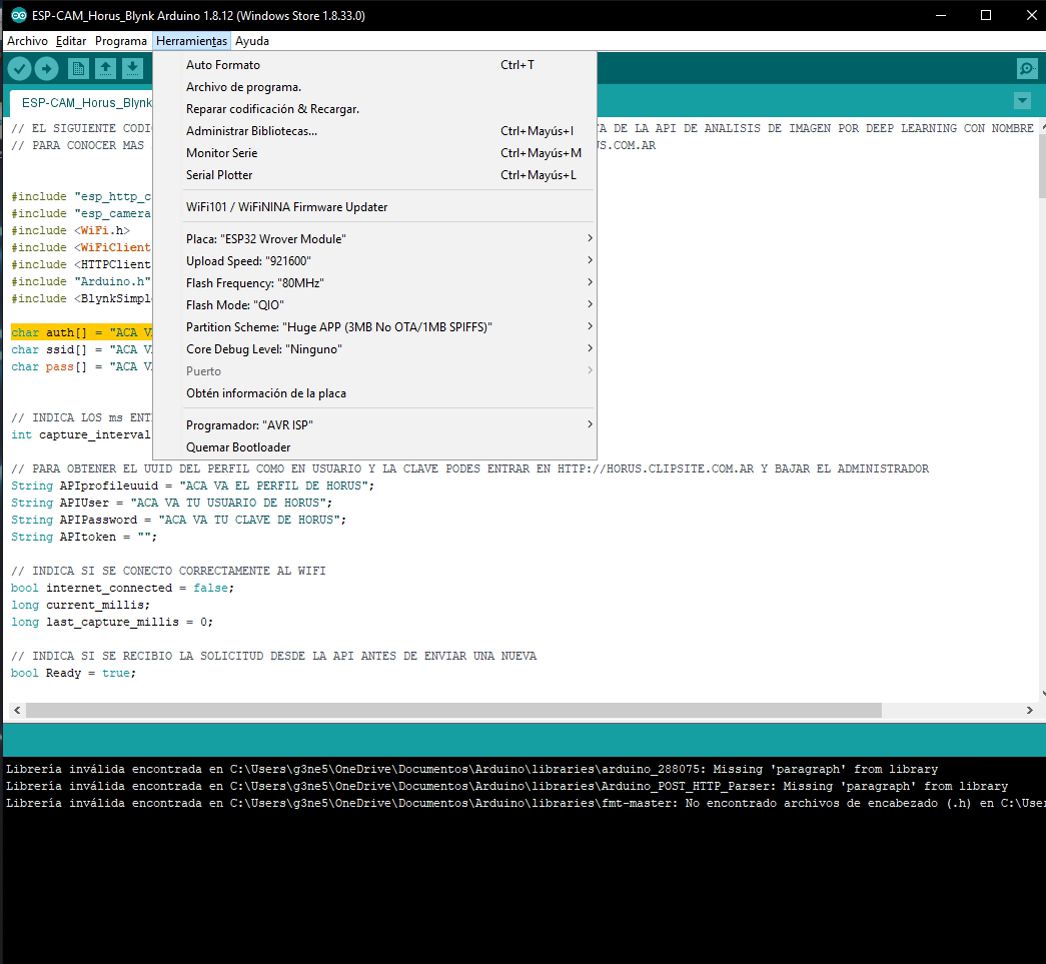 ESP-CAM_Horus_Blynk Arduino 1.8.12 (Windows Store 1.8.33.0)
Archivo Editar Programa Herramientas Ayuda
ESP-CAM_Horus_Blynk
Auto Formato Ctrl+T
Archivo de programa.
Reparar codificación & Recargar.
Administrar Bibliotecas... Ctrl+Mayús+I
Monitor Serie Ctrl+Mayús+M
Serial Plotter Ctrl+Mayús+L
WiFi101 / WiFiNINA Firmware Updater
Placa: "ESP32 Wrover Module"
Upload Speed: "921600"
Flash Frequency: "80MHz"
Flash Mode: "QIO"
Partition Scheme: "Huge APP (3MB No OTA/1MB SPIFFS)"
Core Debug Level: "Ninguno"
Puerto
Obtén información de la placa
Programador: "AVR ISP"
Quemar Bootloader
// EL SIGUIENTE CODI TA DE LA API DE ANALISIS DE IMAGEN POR DEEP LEARNING CON NOMBRE
// PARA CONOCER MAS US.COM.AR
#include "esp_http_c
#include "esp_camera
#include <WiFi.h>
#include <WiFiClient
#include <HTTPClient
#include "Arduino.h"
#include <BlynkSimpl
char auth[] = "ACA V
char ssid[] = "ACA V
char pass[] = "ACA V
// INDICA LOS ms ENT
int capture_interval
// PARA OBTENER EL UUID DEL PERFIL COMO EN USUARIO Y LA CLAVE PODES ENTRAR EN HTTP://HORUS.CLIPSITE.COM.AR Y BAJAR EL ADMINISTRADOR
String APIprofileuuid = "ACA VA EL PERFIL DE HORUS";
String APIUser = "ACA VA TU USUARIO DE HORUS";
String APIPassword = "ACA VA TU CLAVE DE HORUS";
String APItoken = "";
// INDICA SI SE CONECTO CORRECTAMENTE AL WIFI
bool internet_connected = false;
long current_millis;
long last_capture_millis = 0;
// INDICA SI SE RECIBIO LA SOLICITUD DESDE LA API ANTES DE ENVIAR UNA NUEVA
bool Ready = true;
Librería inválida encontrada en C:\Users\g3ne5\OneDrive\Documentos\Arduino\libraries\arduino_288075: Missing 'paragraph' from library
Librería inválida encontrada en C:\Users\g3ne5\OneDrive\Documentos\Arduino\libraries\Arduino_POST_HTTP_Parser: Missing 'paragraph' from library
Librería inválida encontrada en C:\Users\g3ne5\OneDrive\Documentos\Arduino\libraries\fmt-master: No encontrado archivos de encabezado (.h) en C:\User